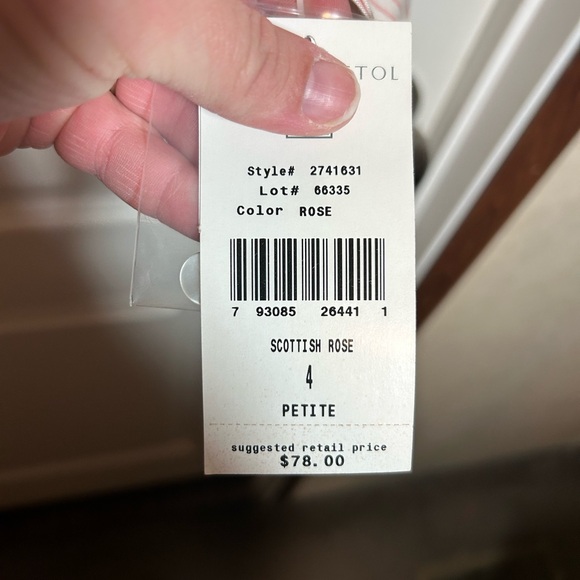 TOL
Style# 2741631
Lot# 66335
Color ROSE
7 93085 26441 1
SCOTTISH ROSE
4
PETITE
suggested retail price
$78.00